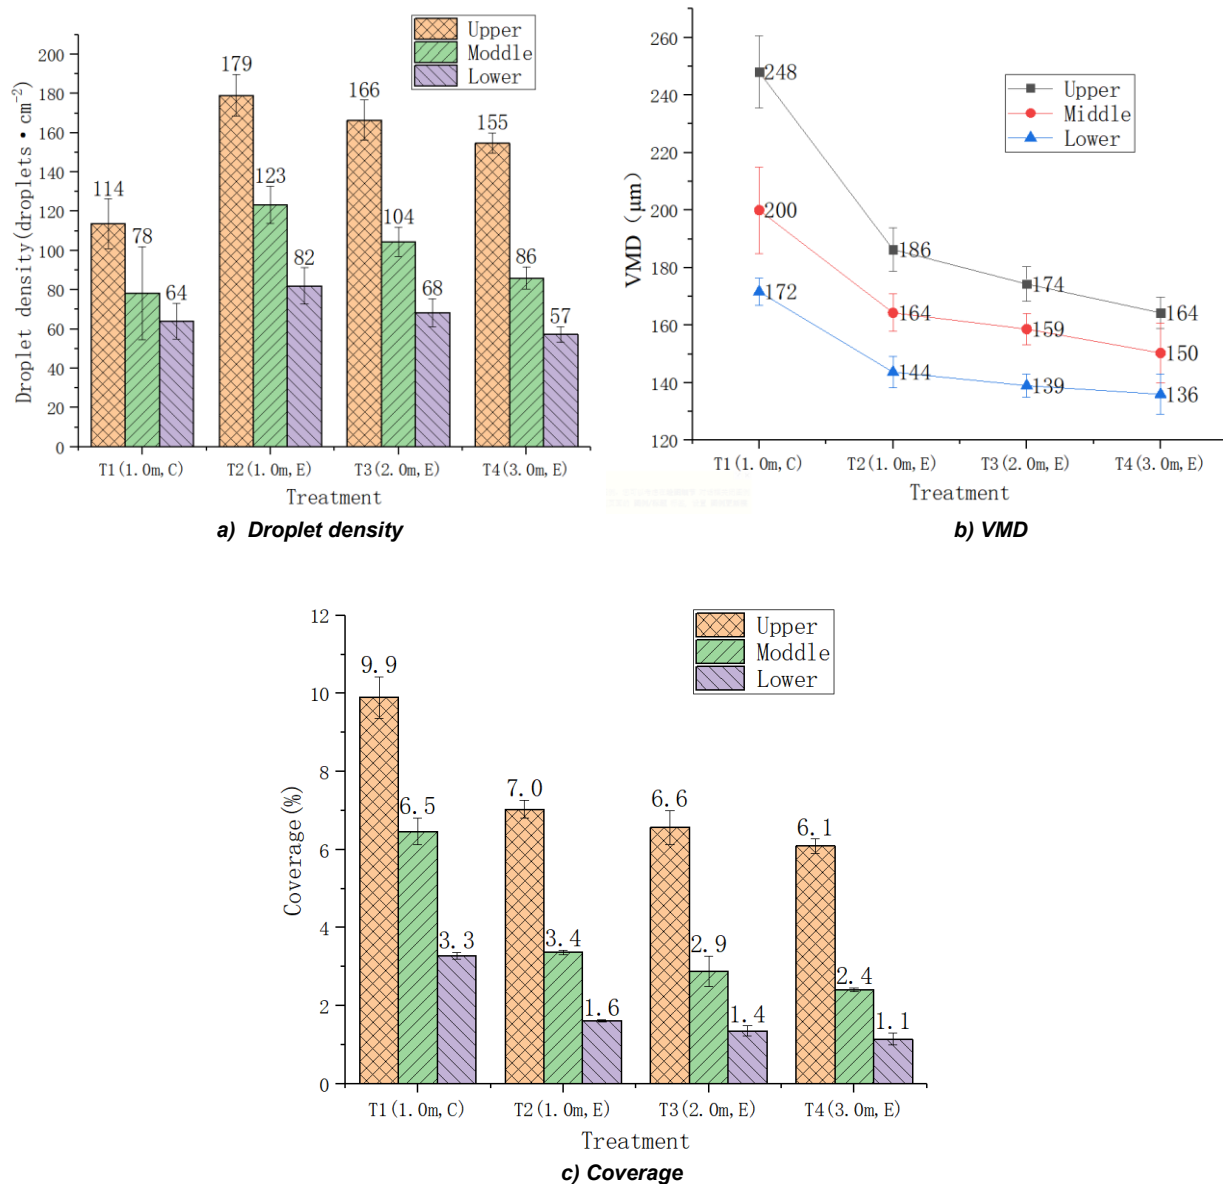 Droplet density(droplets•cm⁻²)
200
180
160
140
120
100
80
60
40
20
0
Upper
Moddle
Lower
114
78
64
179
123
82
166
104
68
155
86
57
T1(1.0m,C) T2(1.0m,E) T3(2.0m,E) T4(3.0m,E)
Treatment
a) Droplet density
VMD (μm)
260
240
220
200
180
160
140
120
Upper
Middle
Lower
248
200
172
186
164
144
174
159
139
164
150
136
T1(1.0m,C) T2(1.0m,E) T3(2.0m,E) T4(3.0m,E)
Treatment
b) VMD
Coverage(%)
12
10
8
6
4
2
0
Upper
Moddle
Lower
9.9
6.5
3.3
7.0
3.4
1.6
6.6
2.9
1.4
6.1
2.4
1.1
T1(1.0m,C) T2(1.0m,E) T3(2.0m,E) T4(3.0m,E)
Treatment
c) Coverage